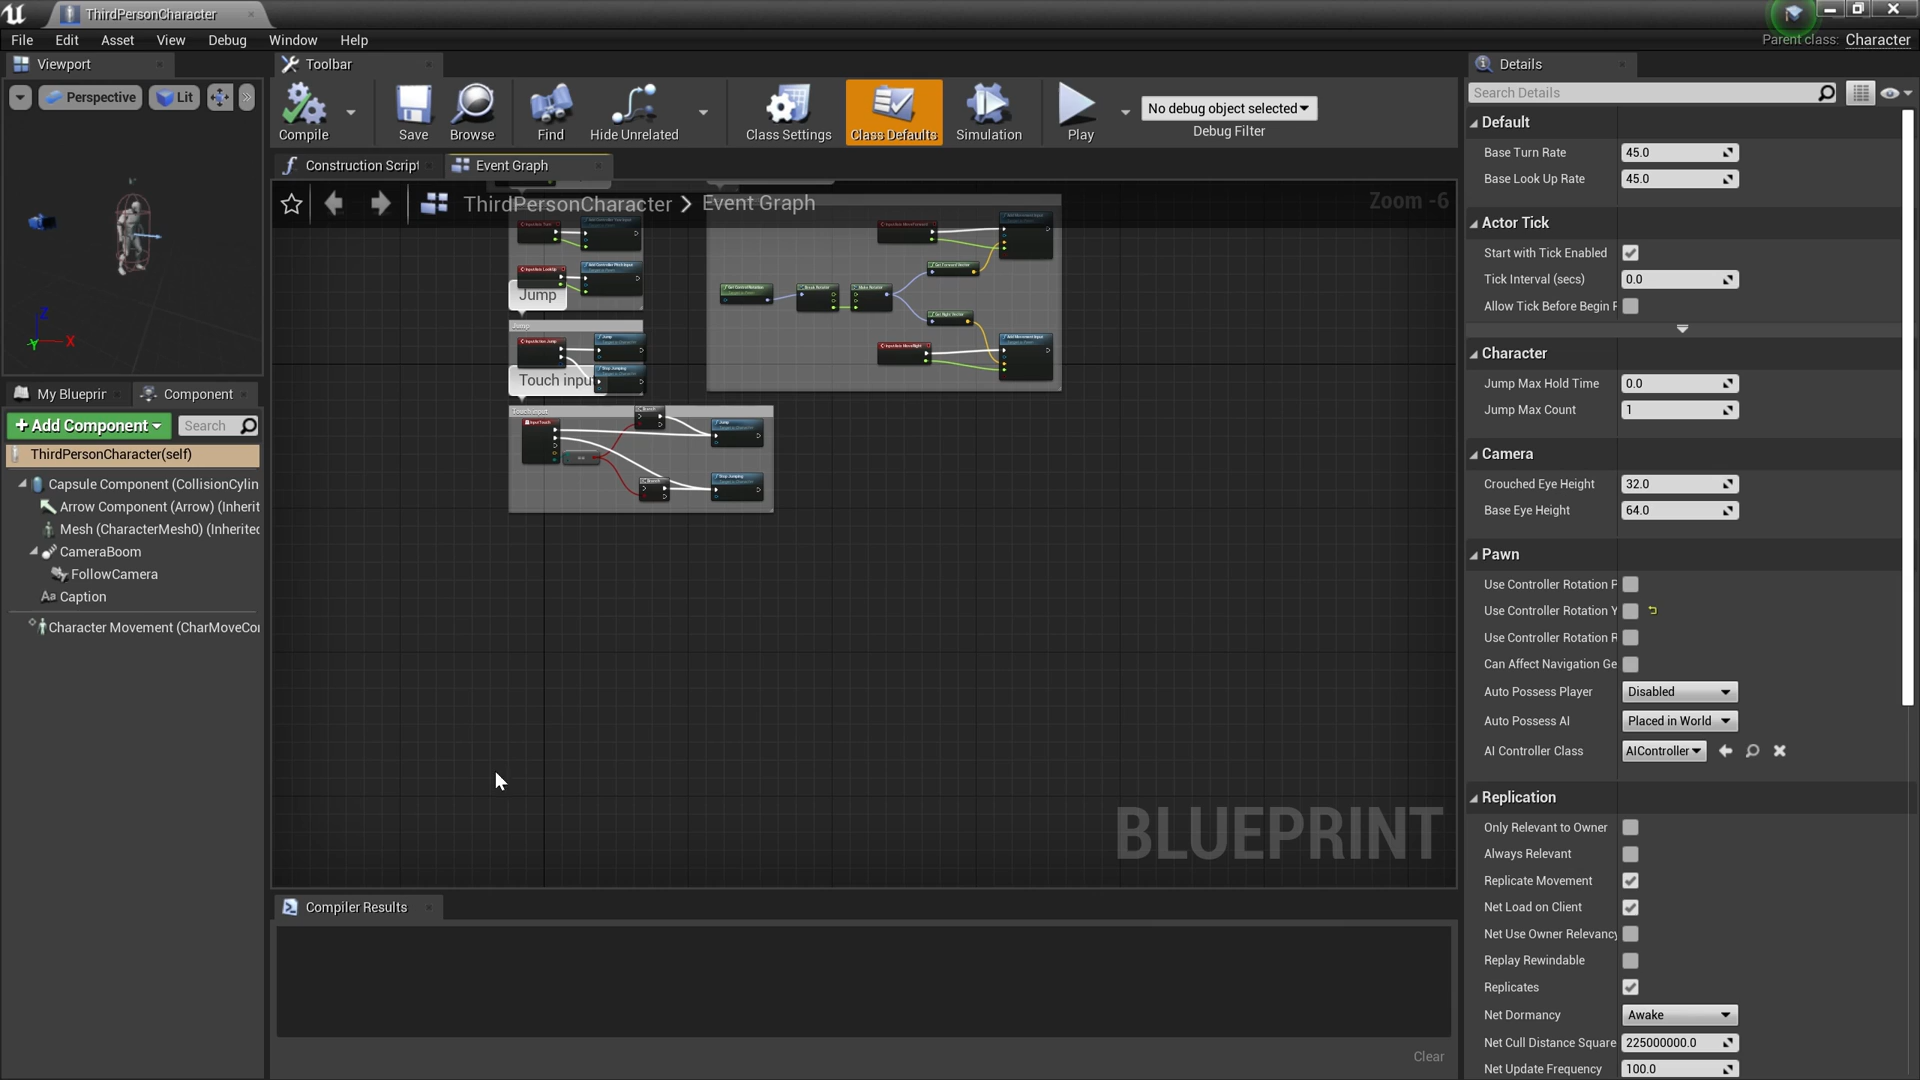 ThirdPersonCharacter
File Edit Asset View Debug Window Help
Parent class: Character
Viewport
Perspective Lit
Z
Y X
Toolbar
Compile
Save
Browse
Find
Hide Unrelated
Class Settings
Class Defaults
Simulation
Play
No debug object selected
Debug Filter
Construction Script
Event Graph
ThirdPersonCharacter > Event Graph
Zoom -6
Jump
Jump
Touch input
Touch input
BLUEPRINT
My Blueprir
Component
+ Add Component
Search
ThirdPersonCharacter(self)
Capsule Component (CollisionCylin
Arrow Component (Arrow) (Inherit
Mesh (CharacterMesh0) (Inherited
CameraBoom
FollowCamera
Aa Caption
Character Movement (CharMoveCor
Compiler Results
Clear
Details
Search Details
Default
Base Turn Rate 45.0
Base Look Up Rate 45.0
Actor Tick
Start with Tick Enabled
Tick Interval (secs) 0.0
Allow Tick Before Begin F
Character
Jump Max Hold Time 0.0
Jump Max Count 1
Camera
Crouched Eye Height 32.0
Base Eye Height 64.0
Pawn
Use Controller Rotation P
Use Controller Rotation Y
Use Controller Rotation R
Can Affect Navigation Ge
Auto Possess Player Disabled
Auto Possess AI Placed in World
AI Controller Class AIController
Replication
Only Relevant to Owner
Always Relevant
Replicate Movement
Net Load on Client
Net Use Owner Relevancy
Replay Rewindable
Replicates
Net Dormancy Awake
Net Cull Distance Square 225000000.0
Net Update Frequency 100.0